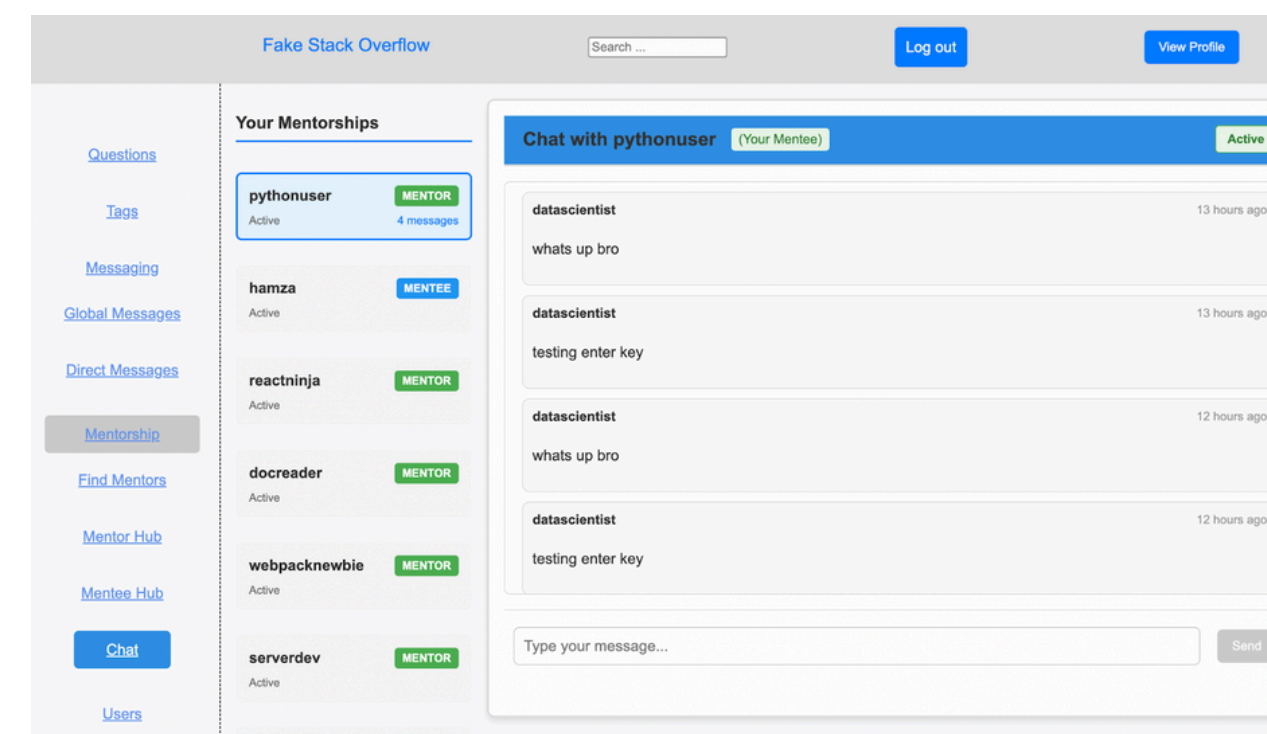 Fake Stack Overflow
Search ...
Log out
View Profile
Questions
Tags
Messaging
Global Messages
Direct Messages
Mentorship
Find Mentors
Mentor Hub
Mentee Hub
Chat
Users
Your Mentorships
pythonuser MENTOR
Active 4 messages
hamza MENTEE
Active
reactninja MENTOR
Active
docreader MENTOR
Active
webpacknewbie MENTOR
Active
serverdev MENTOR
Active
Chat with pythonuser (Your Mentee) Active
datascientist 13 hours ago
whats up bro
datascientist 13 hours ago
testing enter key
datascientist 12 hours ago
whats up bro
datascientist 12 hours ago
testing enter key
Type your message... Send